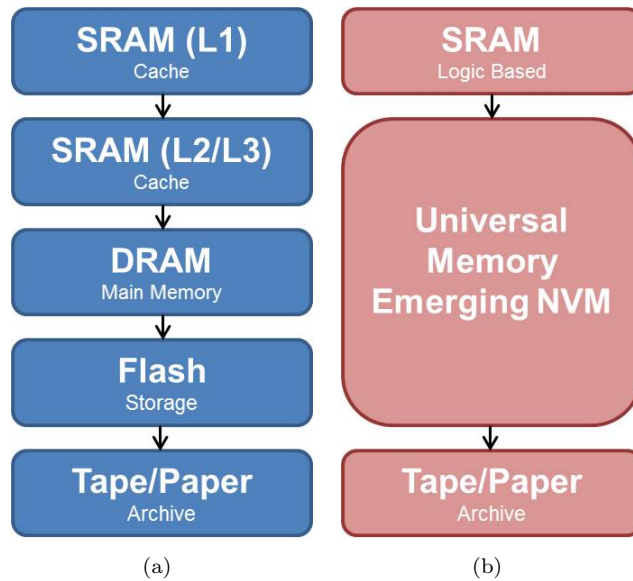 SRAM (L1)
Cache
SRAM (L2/L3)
Cache
DRAM
Main Memory
Flash
Storage
Tape/Paper
Archive
(a)
SRAM
Logic Based
Universal
Memory
Emerging NVM
Tape/Paper
Archive
(b)